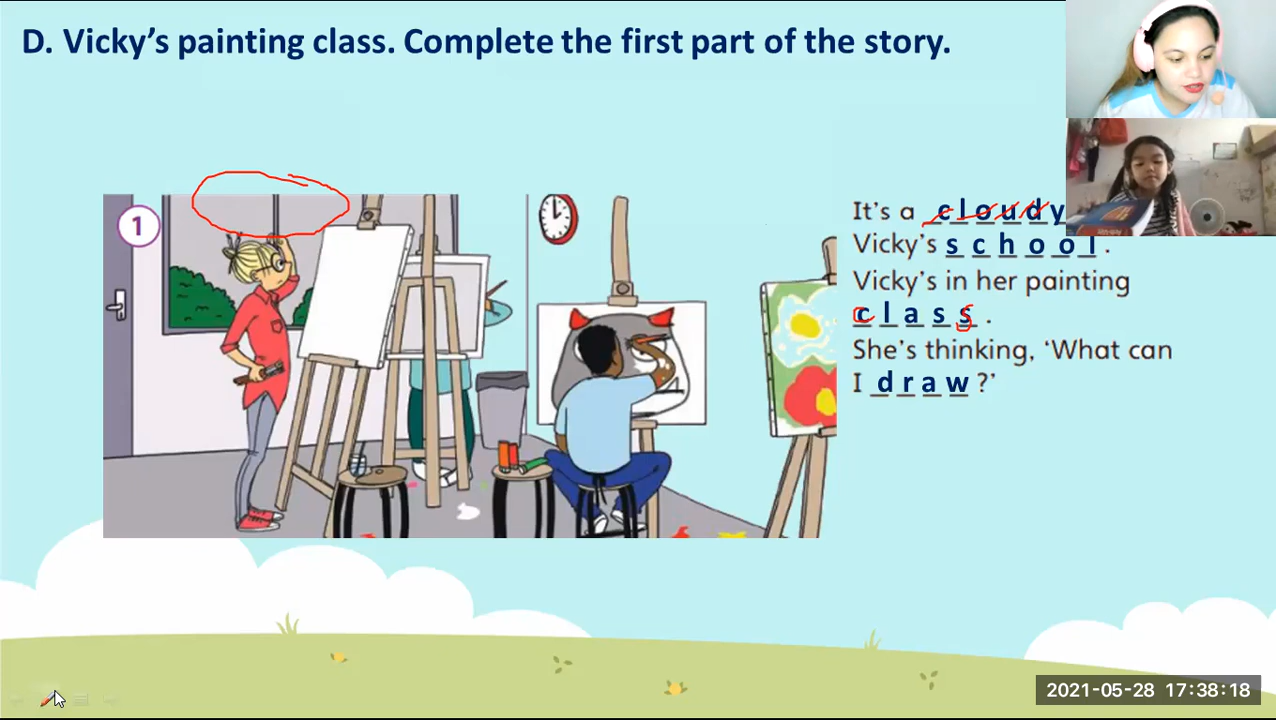 D. Vicky's painting class. Complete the first part of the story.
1
It's a cloudy
Vicky's school.
Vicky's in her painting
class.
She's thinking, 'What can
I draw?'
2021-05-28 17:38:18